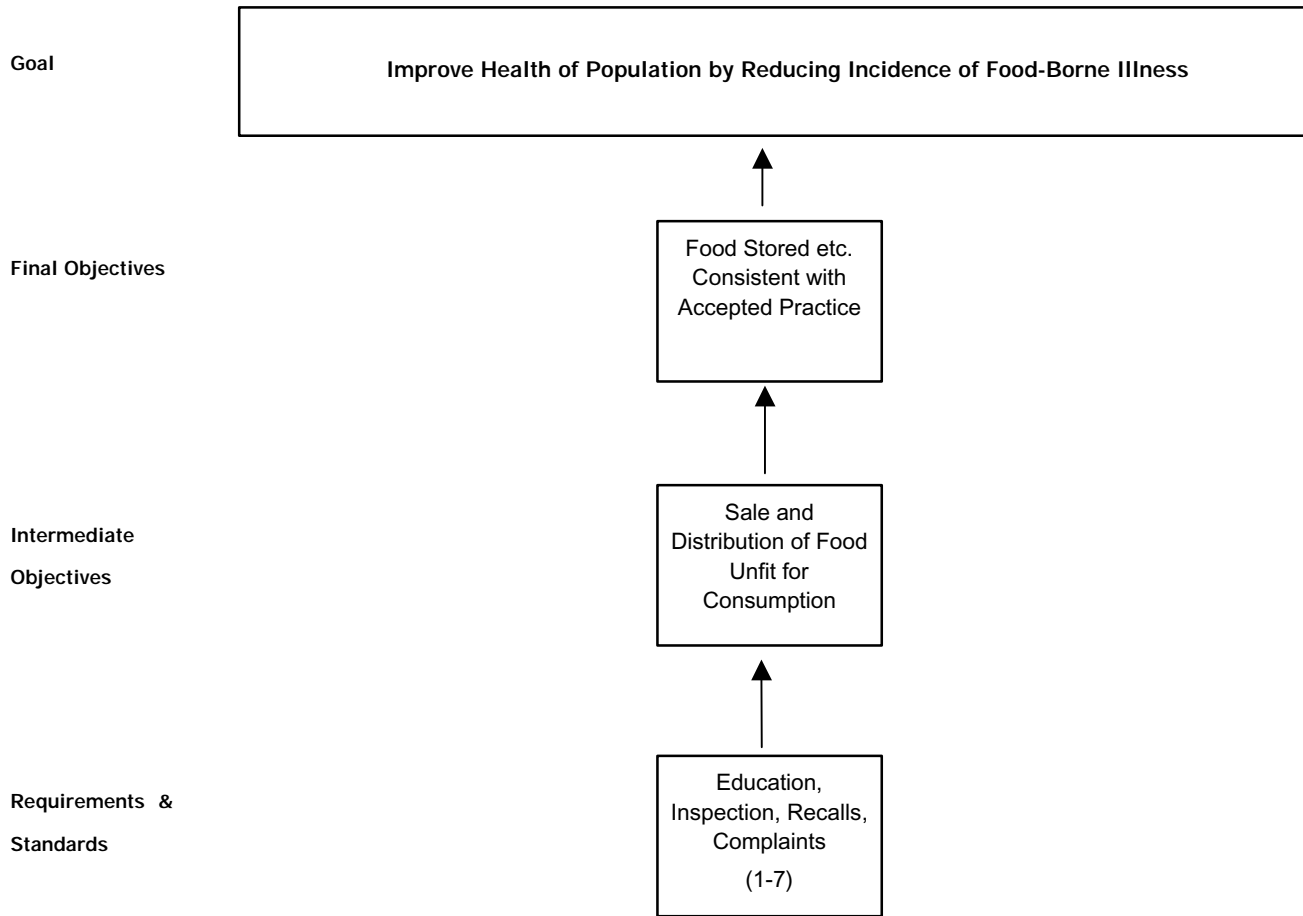 Goal
Improve Health of Population by Reducing Incidence of Food-Borne Illness
Final Objectives
Food Stored etc.
Consistent with
Accepted Practice
Intermediate
Objectives
Sale and
Distribution of Food
Unfit for
Consumption
Requirements &
Standards
Education,
Inspection, Recalls,
Complaints
(1-7)